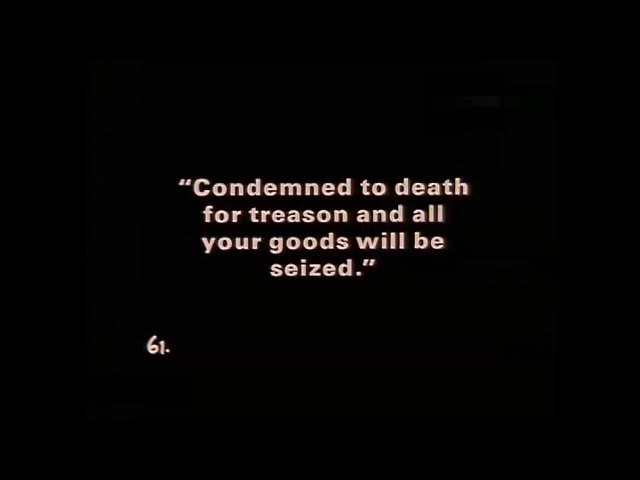 “Condemned to death
for treason and all
your goods will be
seized.”
61.